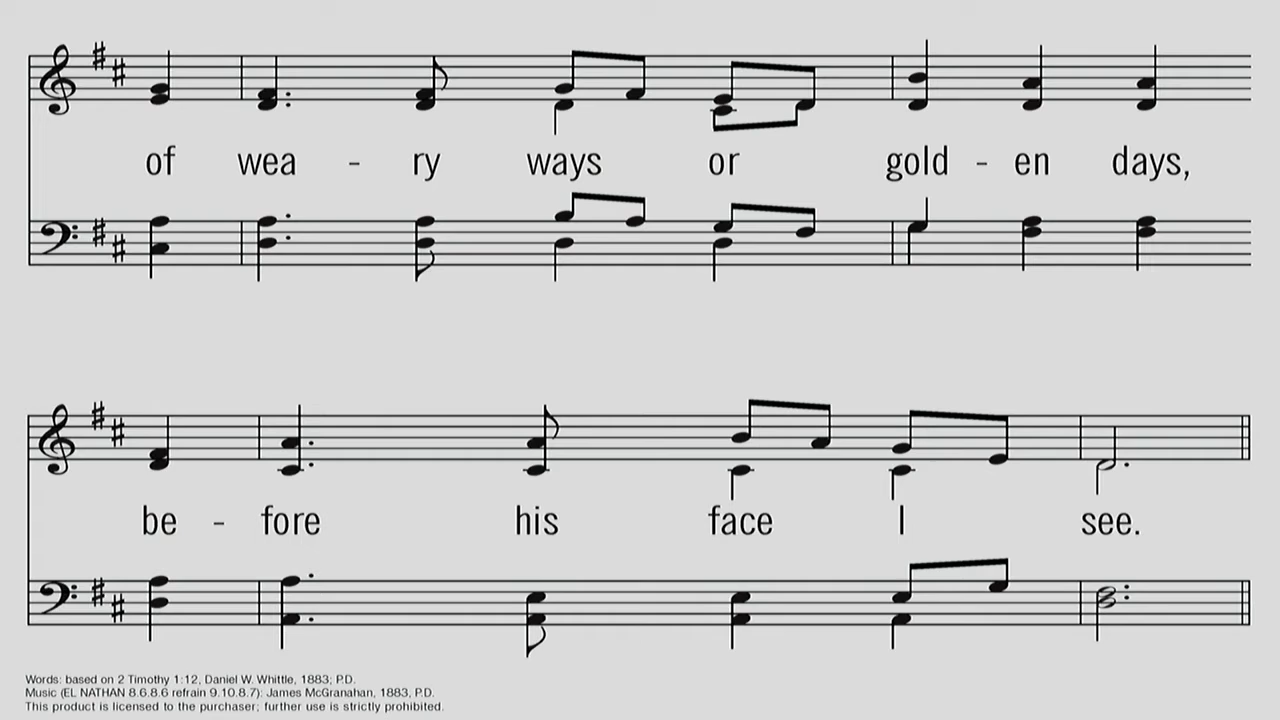 of wea - ry ways or gold - en days,
be - fore his face I see.
Words: based on 2 Timothy 1:12, Daniel W. Whittle, 1883; P.D.
Music (EL NATHAN 8.6.8.6 refrain 9.10.8.7): James McGranahan, 1883, P.D.
This product is licensed to the purchaser; further use is strictly prohibited.